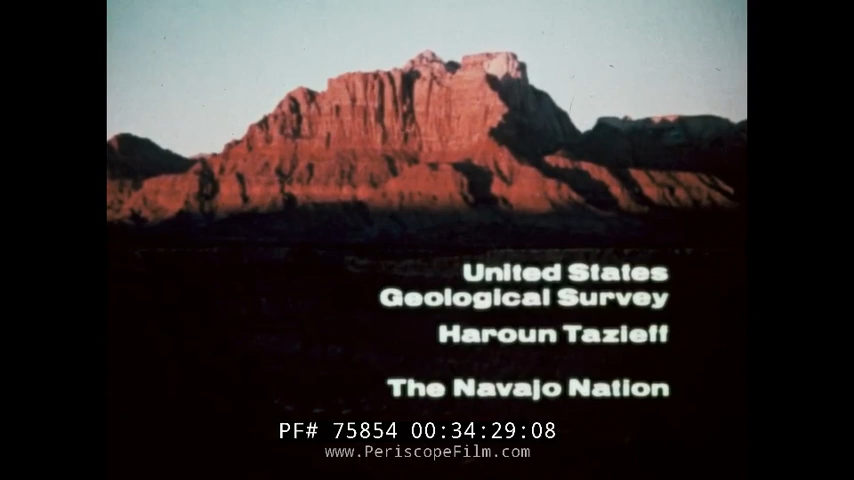 United States
Geological Survey
Haroun Tazieff
The Navajo Nation
PF# 75854 00:34:29:08
www.PeriscopeFilm.com